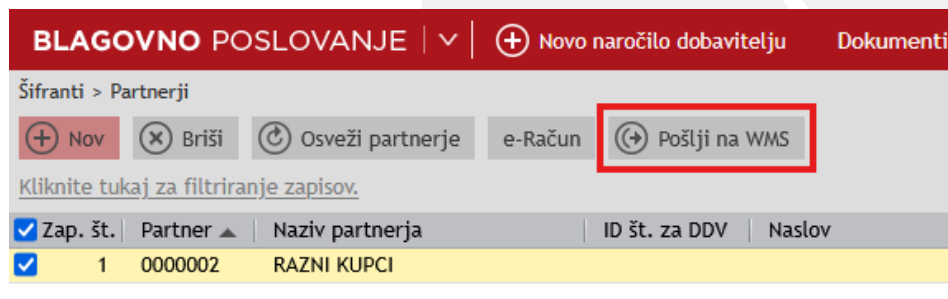 BLAGOVNO POSLOVANJE Novo naročilo dobavitelju Dokumenti
Šifranti > Partnerji
Nov Briši Osveži partnerje e-Račun Pošlji na WMS
Kliknite tukaj za filtriranje zapisov.
Zap. št. Partner Naziv partnerja ID št. za DDV Naslov
1 0000002 RAZNI KUPCI